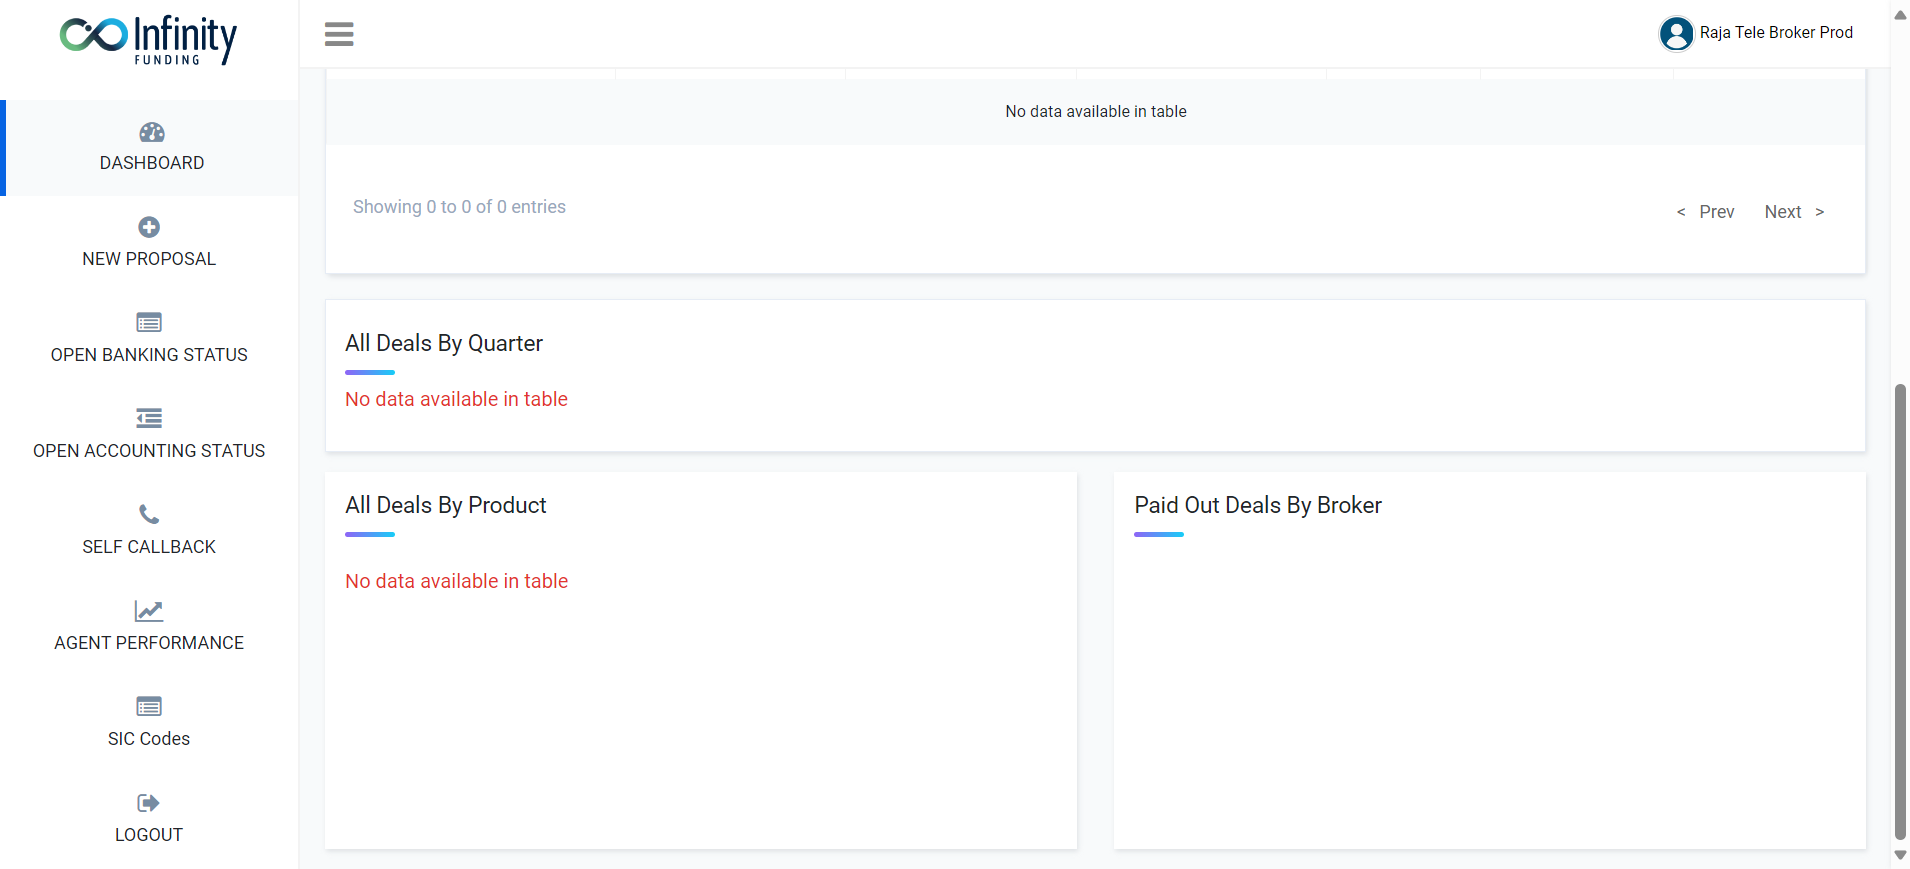 Infinity
FUNDING
Raja Tele Broker Prod
DASHBOARD
NEW PROPOSAL
OPEN BANKING STATUS
OPEN ACCOUNTING STATUS
SELF CALLBACK
AGENT PERFORMANCE
SIC Codes
LOGOUT
No data available in table
Showing 0 to 0 of 0 entries
< Prev Next >
All Deals By Quarter
No data available in table
All Deals By Product
No data available in table
Paid Out Deals By Broker